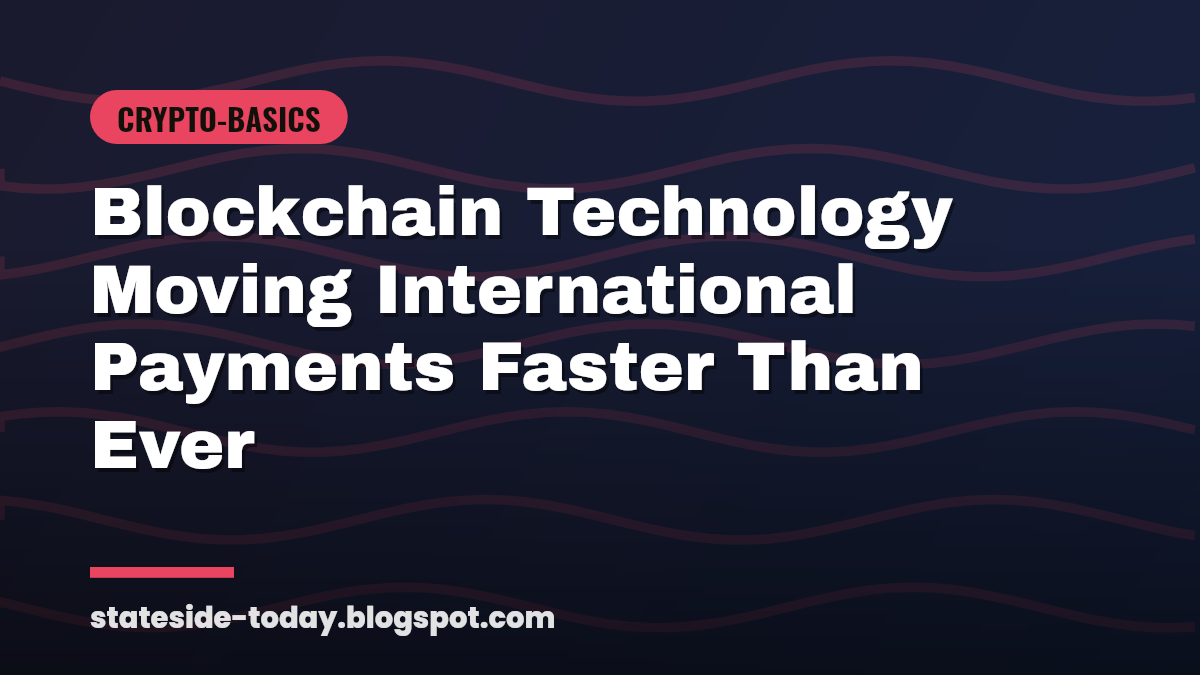 CRYPTO-BASICS
Blockchain Technology
Moving International
Payments Faster Than
Ever
stateside-today.blogspot.com